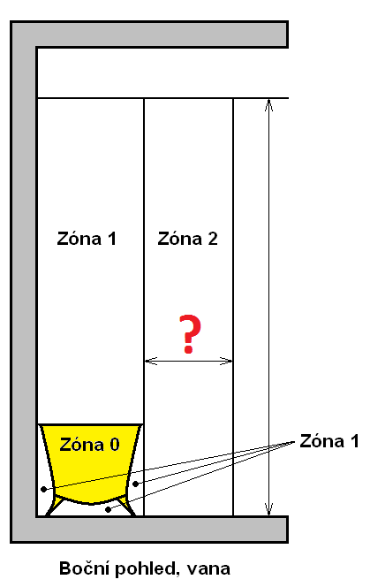 Zóna 1
Zóna 2
?
Zóna 0
Zóna 1
Boční pohled, vana